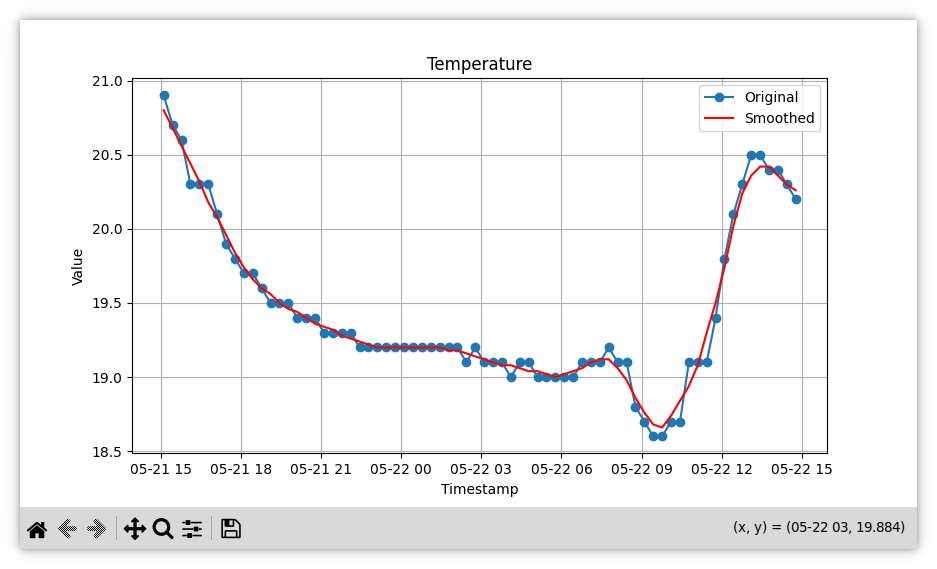 Temperature
Original
Smoothed
21.0
20.5
20.0
19.5
19.0
18.5
Value
05-21 15 05-21 18 05-21 21 05-22 00 05-22 03 05-22 06 05-22 09 05-22 12 05-22 15
Timestamp
(x, y) = (05-22 03, 19.884)